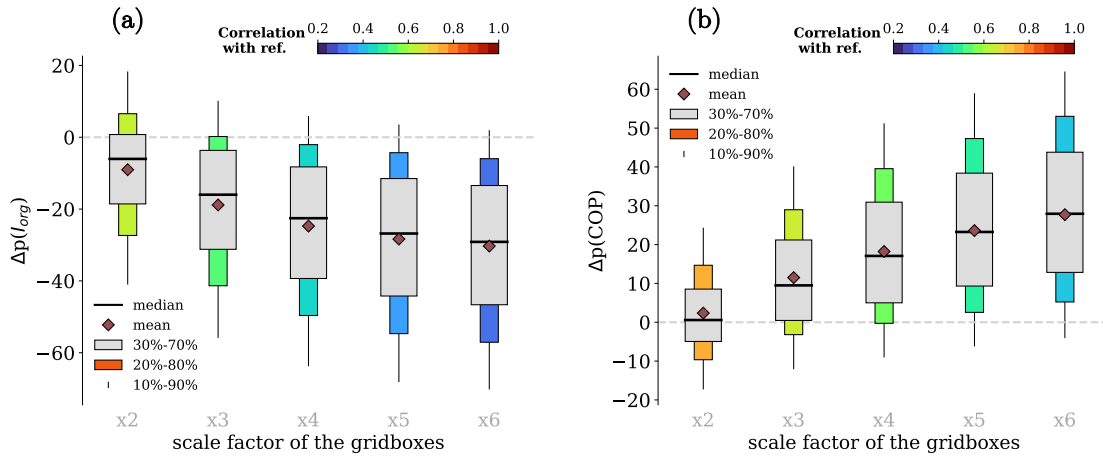 (a)
Correlation
with ref.
0.2 0.4 0.6 0.8 1.0
20
0
−20
−40
−60
Δp(I_org)
median
mean
30%-70%
20%-80%
10%-90%
x2 x3 x4 x5 x6
scale factor of the gridboxes
(b)
Correlation
with ref.
0.2 0.4 0.6 0.8 1.0
60
50
40
30
20
10
0
−10
−20
Δp(COP)
median
mean
30%-70%
20%-80%
10%-90%
x2 x3 x4 x5 x6
scale factor of the gridboxes